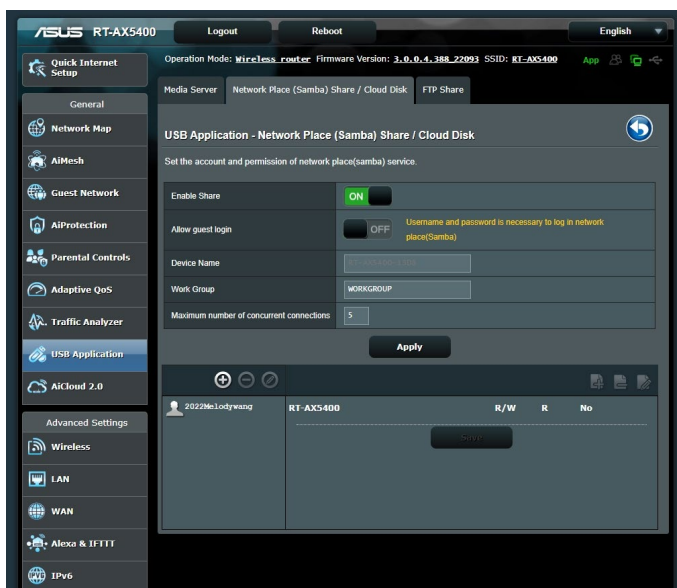 ASUS RT-AX5400 Logout Reboot English
Quick Internet Setup
Operation Mode: Wireless router Firmware Version: 3.0.0.4.388_22093 SSID: RT-AX5400 App
Media Server Network Place (Samba) Share / Cloud Disk FTP Share
General
Network Map
AiMesh
Guest Network
AiProtection
Parental Controls
Adaptive QoS
Traffic Analyzer
USB Application
AiCloud 2.0
Advanced Settings
Wireless
LAN
WAN
Alexa & IFTTT
IPv6
USB Application - Network Place (Samba) Share / Cloud Disk
Set the account and permission of network place(samba) service.
Enable Share ON
Allow guest login OFF Username and password is necessary to log in network
place(Samba)
Device Name
Work Group WORKGROUP
Maximum number of concurrent connections 5
Apply
2022Melodywang RT-AX5400 R/W R No
Save